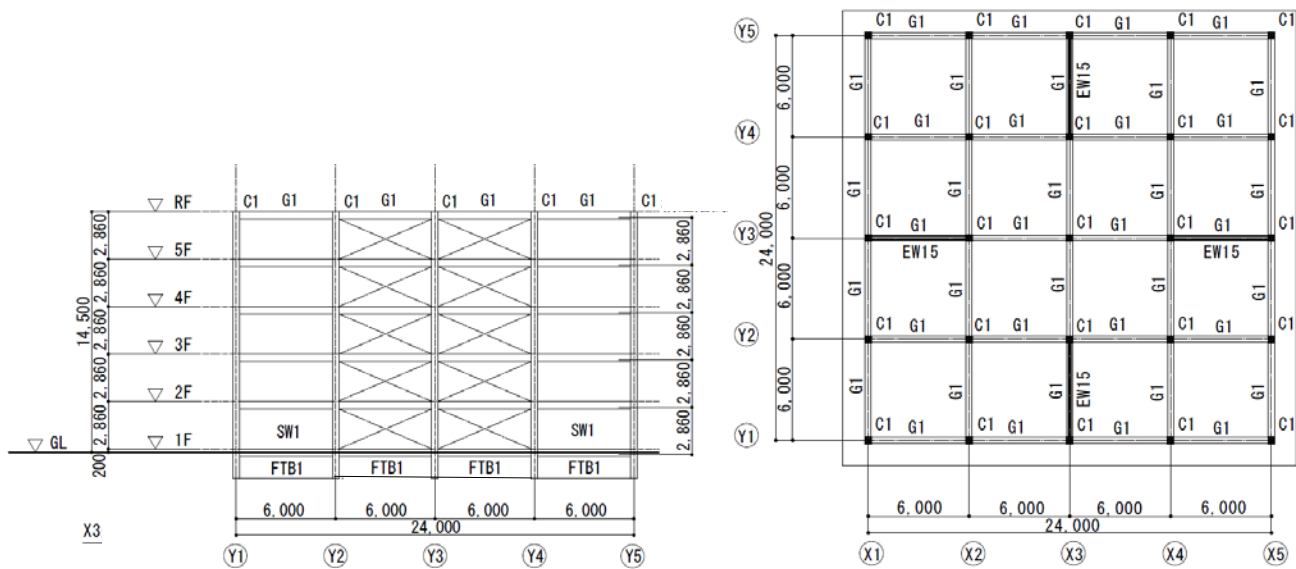 C1 G1 C1 G1 C1 G1 C1 G1 C1
RF
5F
4F
3F
2F
1F
GL
2,860
2,860
2,860
2,860
2,860
200
14,500
2,860
2,860
2,860
2,860
2,860
SW1 SW1
FTB1 FTB1 FTB1 FTB1
6,000 6,000 6,000 6,000
24,000
X3
Y1 Y2 Y3 Y4 Y5
C1 G1 C1 G1 C1 G1 C1 G1 C1
Y5
G1 G1 G1 EW15 G1 G1
6,000
C1 G1 C1 G1 C1 G1 C1 G1 C1
Y4
G1 G1 G1 G1 G1
6,000
C1 G1 C1 G1 C1 G1 C1 G1 C1
Y3
24,000
EW15 EW15
G1 G1 G1 G1 G1
6,000
C1 G1 C1 G1 C1 G1 C1 G1 C1
Y2
G1 G1 G1 EW15 G1 G1
6,000
C1 G1 C1 G1 C1 G1 C1 G1 C1
Y1
6,000 6,000 6,000 6,000
24,000
X1 X2 X3 X4 X5